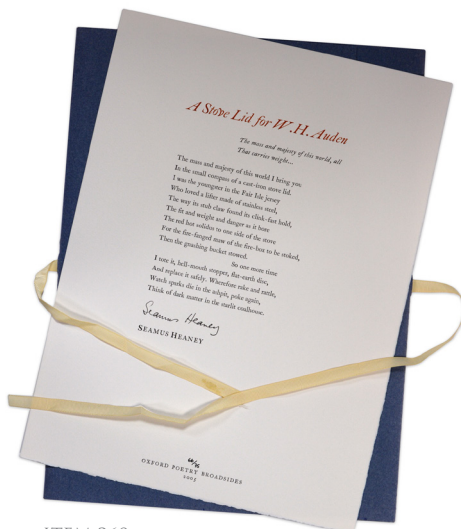 A Stove Lid for W.H. Auden
The mass and majesty of this world, all
That carries weight...
The mass and majesty of this world I bring you
In the small compass of a cast-iron stove lid.
I was the youngster in the Fair Isle jersey
Who loved a lifter made of stainless steel,
The way its stub claw found its clink-fast hold,
The fit and weight and danger as it bore
The red hot solidus to one side of the stove
For the fire-fanged maw of the fire-box to be stoked,
Then the gnashing bucket stowed.
So one more time
I tote it, hell-mouth stopper, flat-earth disc,
And replace it safely. Wherefore rake and rattle,
Watch sparks die in the ashpit, poke again,
Think of dark matter in the starlit coalhouse.
Seamus Heaney
SEAMUS HEANEY
OXFORD POETRY BROADSIDES
2005